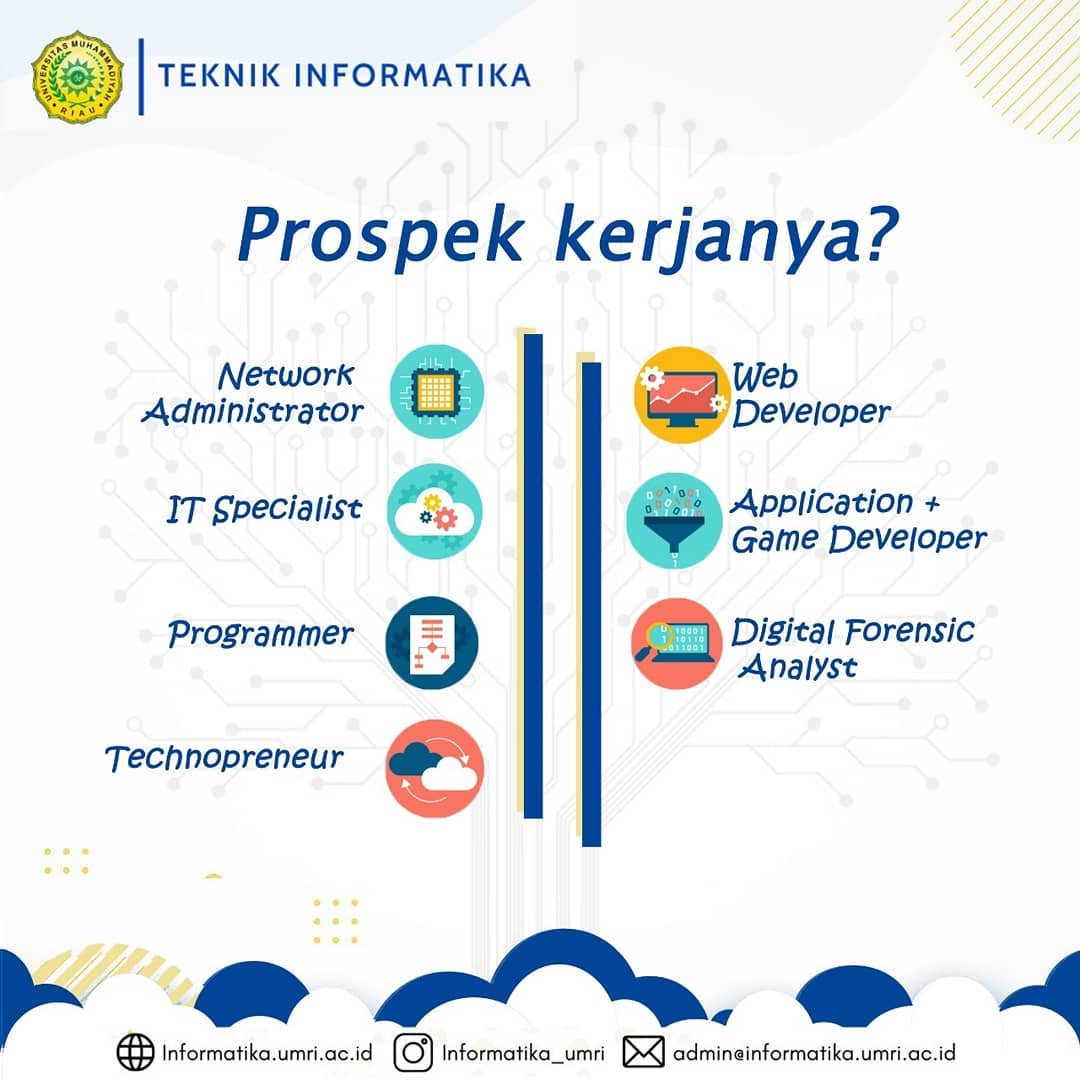 UNIVERSITAS MUHAMMADIYAH
RIAU
TEKNIK INFORMATIKA
Prospek kerjanya?
Network
Administrator
IT Specialist
Programmer
Technopreneur
Web
Developer
Application +
Game Developer
Digital Forensic
Analyst
Informatika.umri.ac.id
Informatika_umri
admin@informatika.umri.ac.id